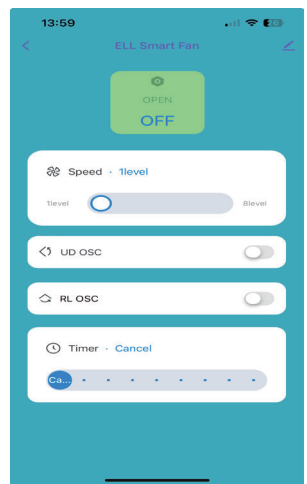 13:59
ELL Smart Fan
OPEN
OFF
Speed · 1level
1level 8level
UD OSC
RL OSC
Timer · Cancel
Ca...